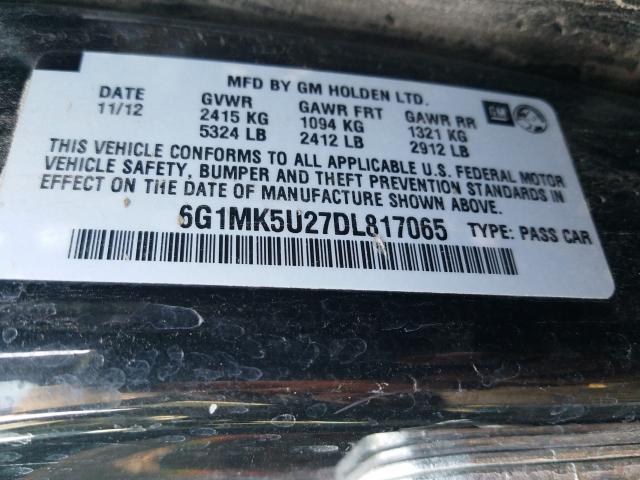 MFD BY GM HOLDEN LTD.
DATE GVWR GAWR FRT GAWR RR
11/12 2415 KG 1094 KG 1321 KG
5324 LB 2412 LB 2912 LB
GM
THIS VEHICLE CONFORMS TO ALL APPLICABLE U.S. FEDERAL MOTOR
VEHICLE SAFETY, BUMPER AND THEFT PREVENTION STANDARDS IN
EFFECT ON THE DATE OF MANUFACTURE SHOWN ABOVE.
6G1MK5U27DL817065 TYPE: PASS CAR